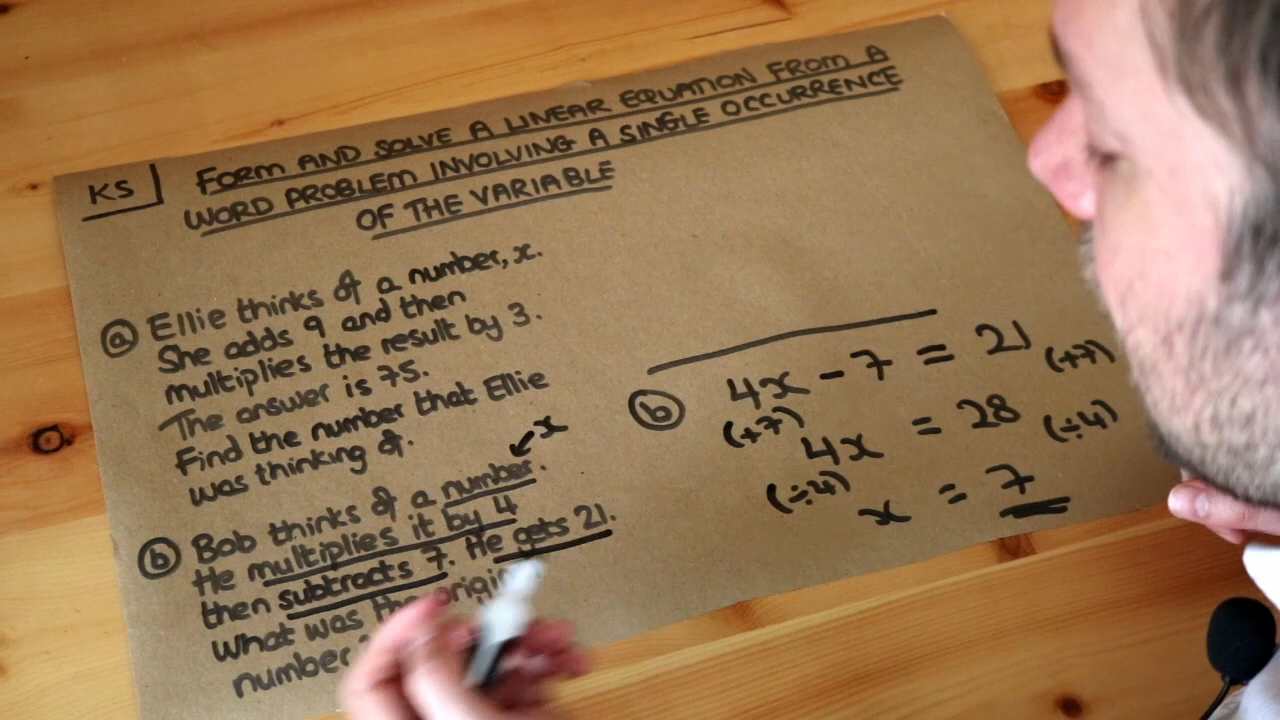 KS
FORM AND SOLVE A LINEAR EQUATION FROM A
WORD PROBLEM INVOLVING A SINGLE OCCURRENCE
OF THE VARIABLE
a Ellie thinks of a number, x.
She adds 9 and then
multiplies the result by 3.
The answer is 75.
Find the number that Ellie
was thinking of.
x
b Bob thinks of a number.
He multiplies it by 4
then subtracts 7. He gets 21.
What was the
number
b 4x - 7 = 21
(+7) (+7)
4x = 28
(÷4) (÷4)
x = 7